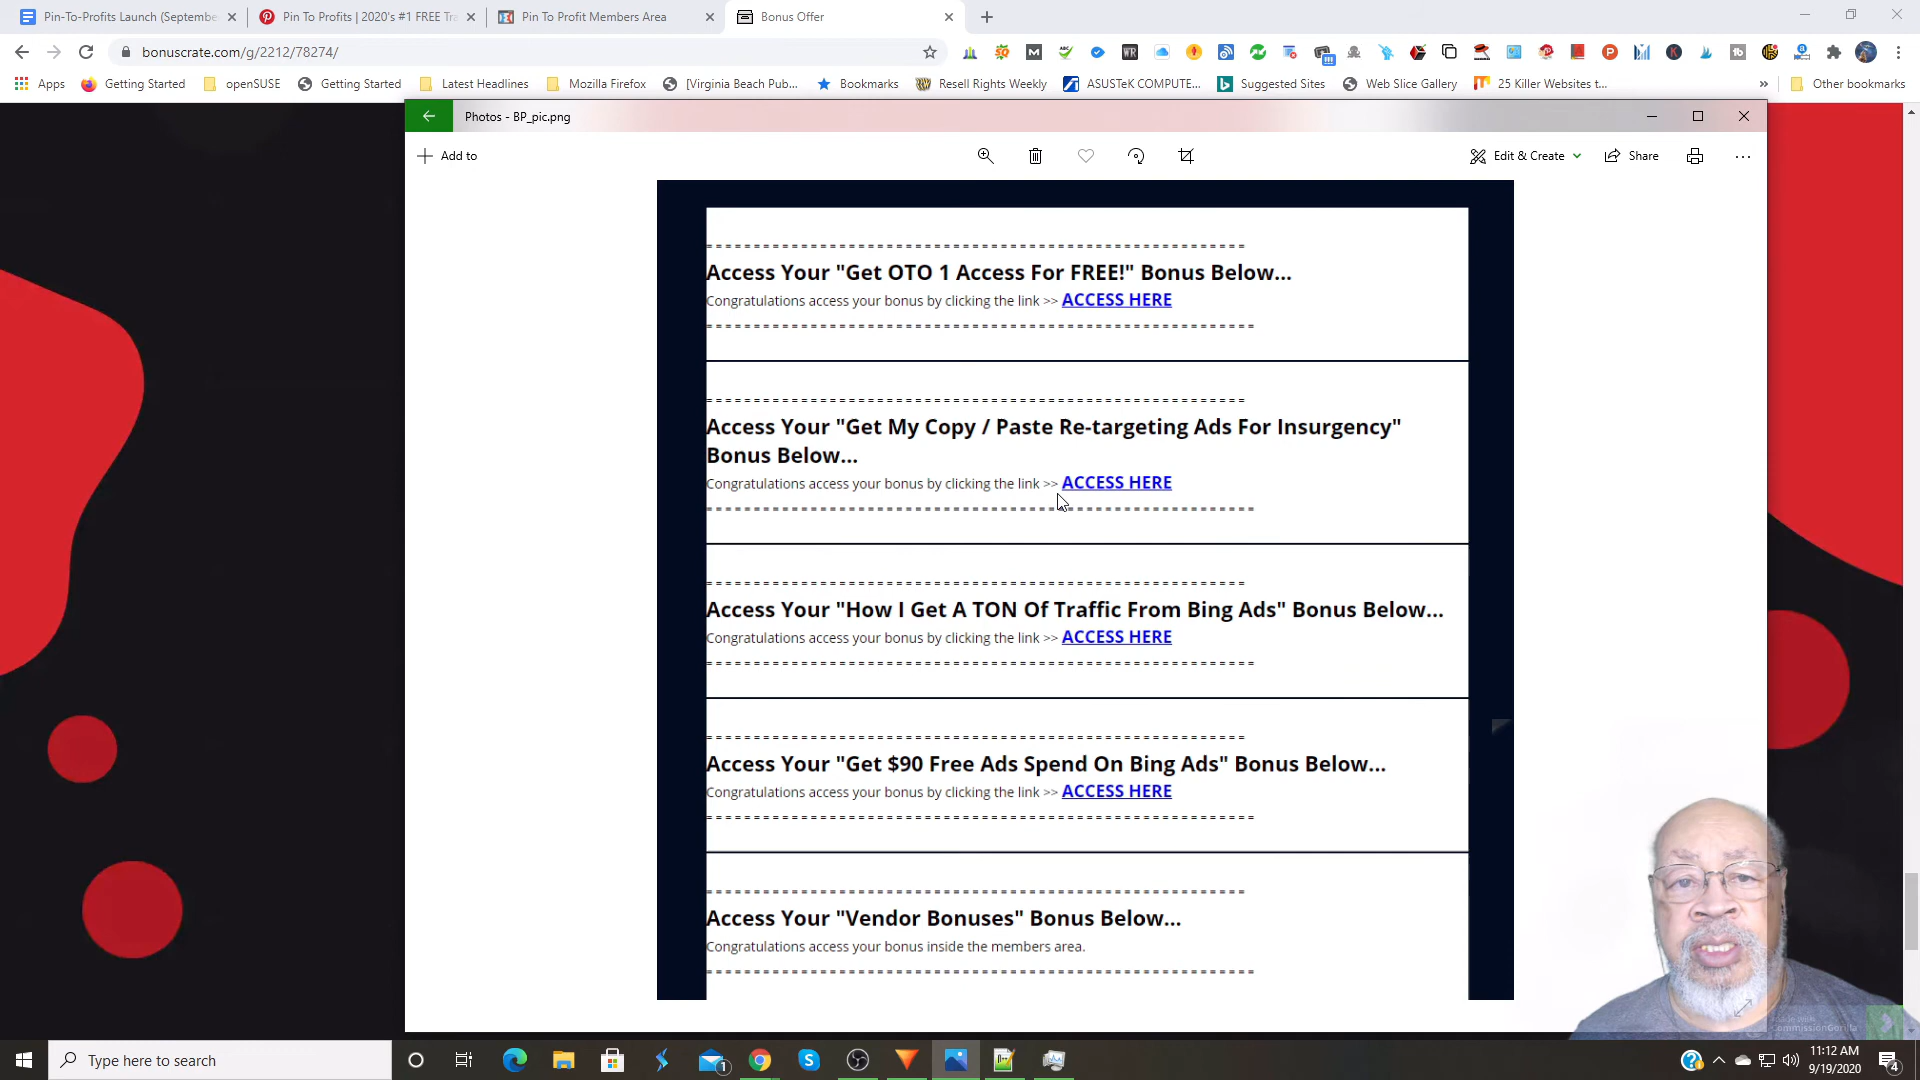 Pin-To-Profits Launch (Septembe
Pin To Profits | 2020's #1 FREE Tra
Pin To Profit Members Area
Bonus Offer
bonuscrate.com/g/2212/78274/
Apps
Getting Started
openSUSE
Getting Started
Latest Headlines
Mozilla Firefox
[Virginia Beach Pub...
Bookmarks
Resell Rights Weekly
ASUSTeK COMPUTE...
Suggested Sites
Web Slice Gallery
25 Killer Websites t...
»
Other bookmarks
Photos - BP_pic.png
Add to
Edit & Create
Share
Access Your "Get OTO 1 Access For FREE!" Bonus Below...
Congratulations access your bonus by clicking the link >> ACCESS HERE
Access Your "Get My Copy / Paste Re-targeting Ads For Insurgency"
Bonus Below...
Congratulations access your bonus by clicking the link >> ACCESS HERE
Access Your "How I Get A TON Of Traffic From Bing Ads" Bonus Below...
Congratulations access your bonus by clicking the link >> ACCESS HERE
Access Your "Get $90 Free Ads Spend On Bing Ads" Bonus Below...
Congratulations access your bonus by clicking the link >> ACCESS HERE
Access Your "Vendor Bonuses" Bonus Below...
Congratulations access your bonus inside the members area.
Type here to search
11:12 AM
9/19/2020